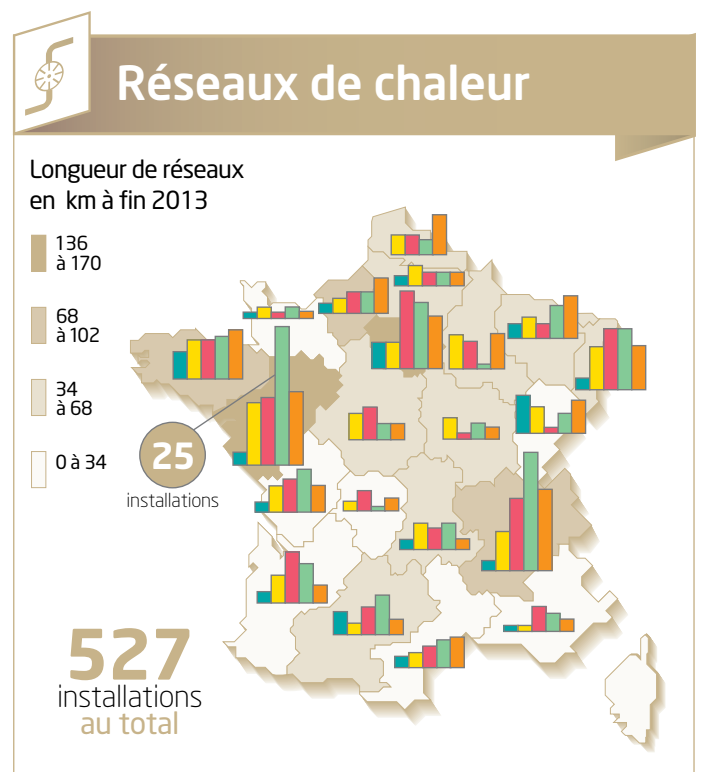 Réseaux de chaleur
Longueur de réseaux
en km à fin 2013
136
à 170
68
à 102
34
à 68
0 à 34
25
installations
527
installations
au total